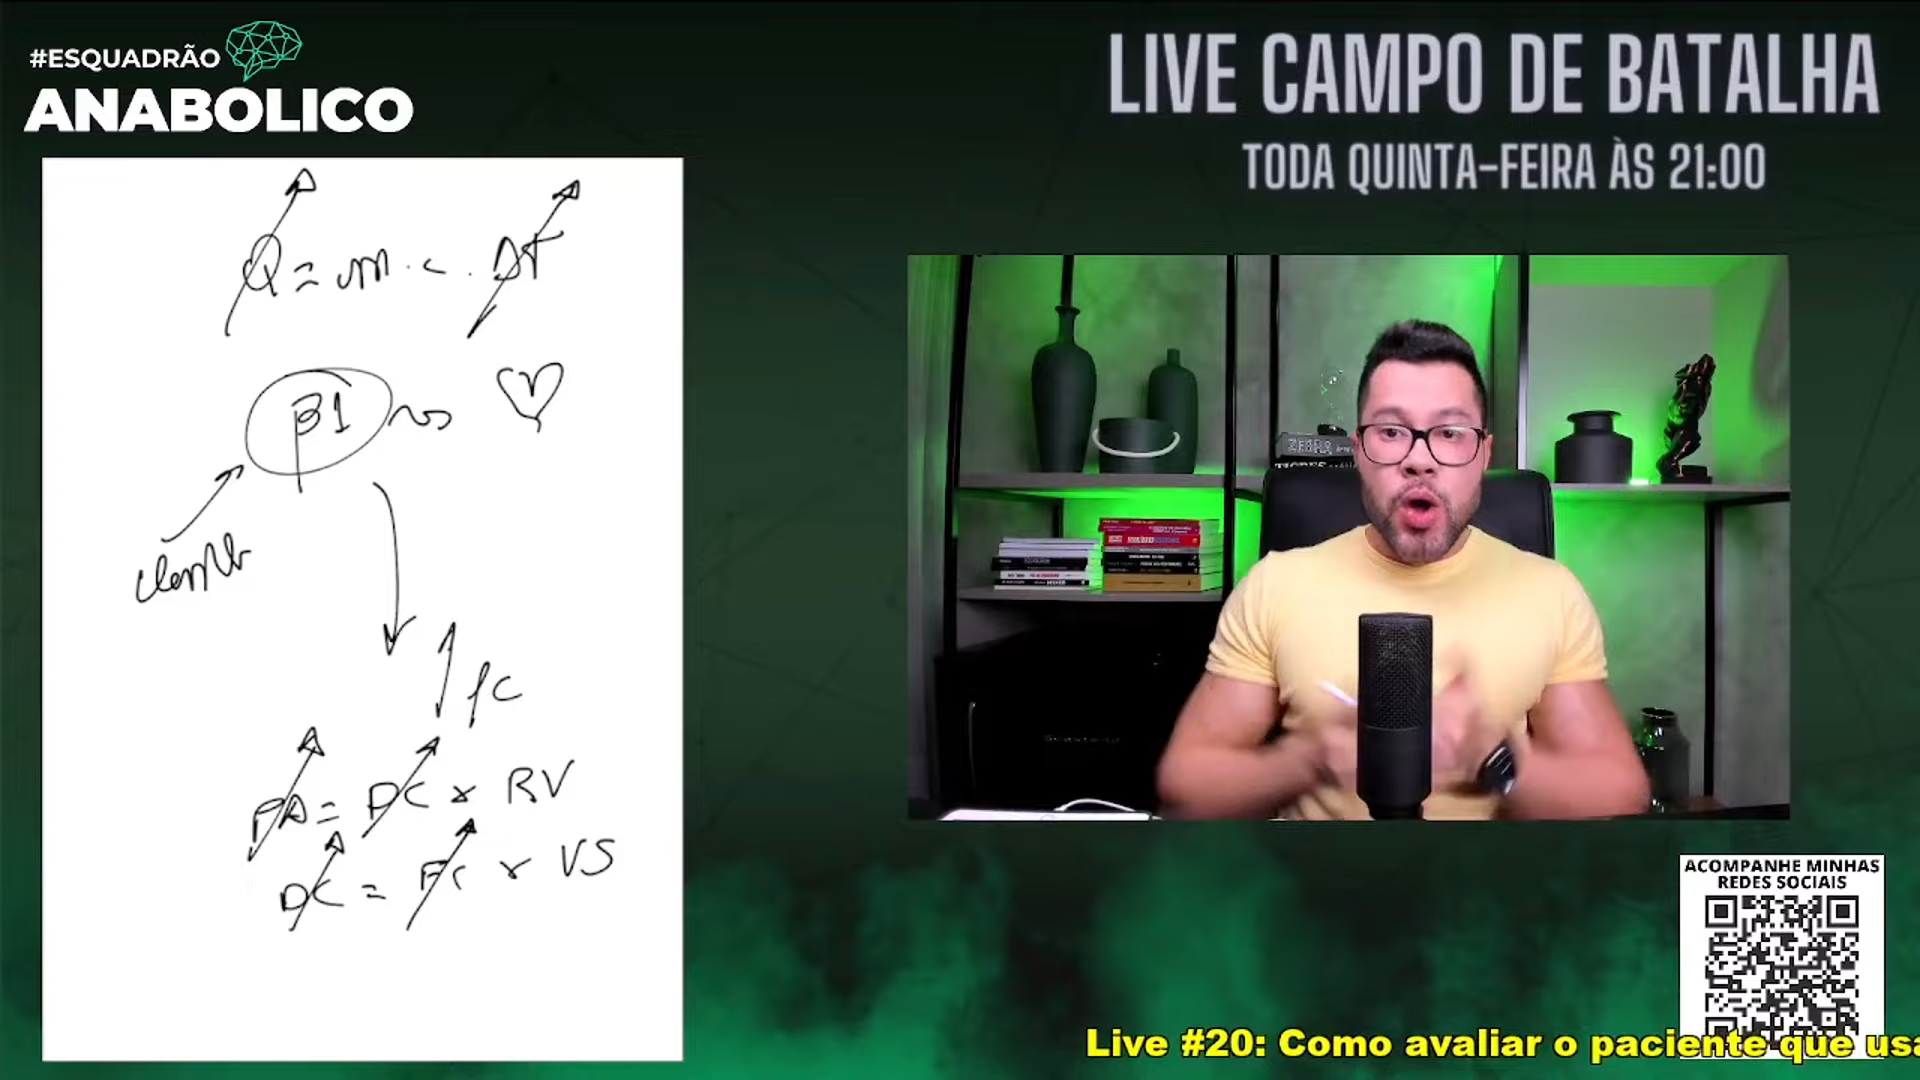 #ESQUADRÃO
ANABOLICO
LIVE CAMPO DE BATALHA
TODA QUINTA-FEIRA ÀS 21:00
Q = m . c . ΔT
β1
↑ FC
PA = DC x RV
DC = FC x VS
ZEBRA
ACOMPANHE MINHAS
REDES SOCIAIS
Live #20: Como avaliar o paciente que usa